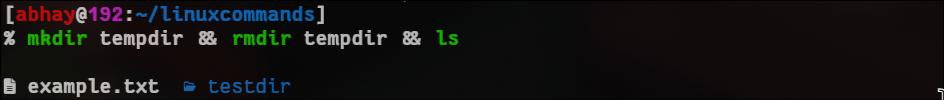 [abhay@192:~/linuxcommands]
% mkdir tempdir && rmdir tempdir && ls
example.txt testdir